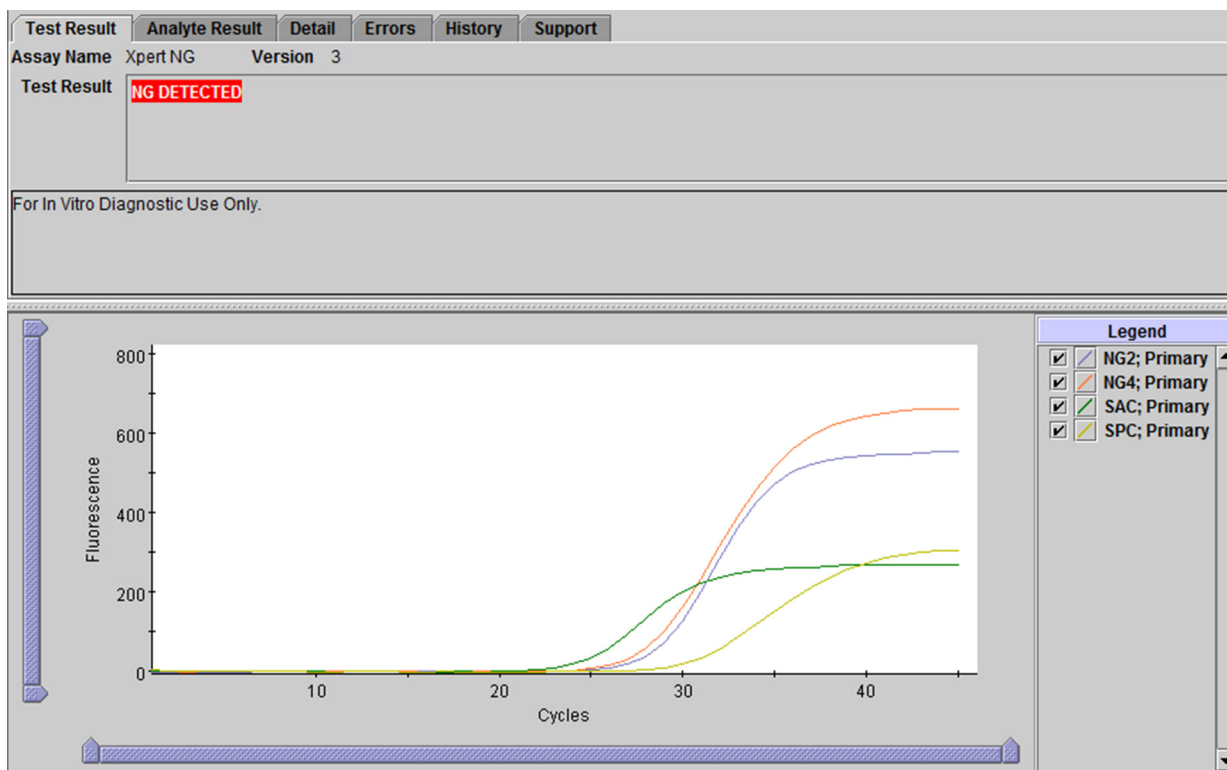 Test Result Analyte Result Detail Errors History Support
Assay Name Xpert NG Version 3
Test Result NG DETECTED
For In Vitro Diagnostic Use Only.
Legend
NG2; Primary
NG4; Primary
SAC; Primary
SPC; Primary
800
600
400
200
0
Fluorescence
10 20 30 40
Cycles